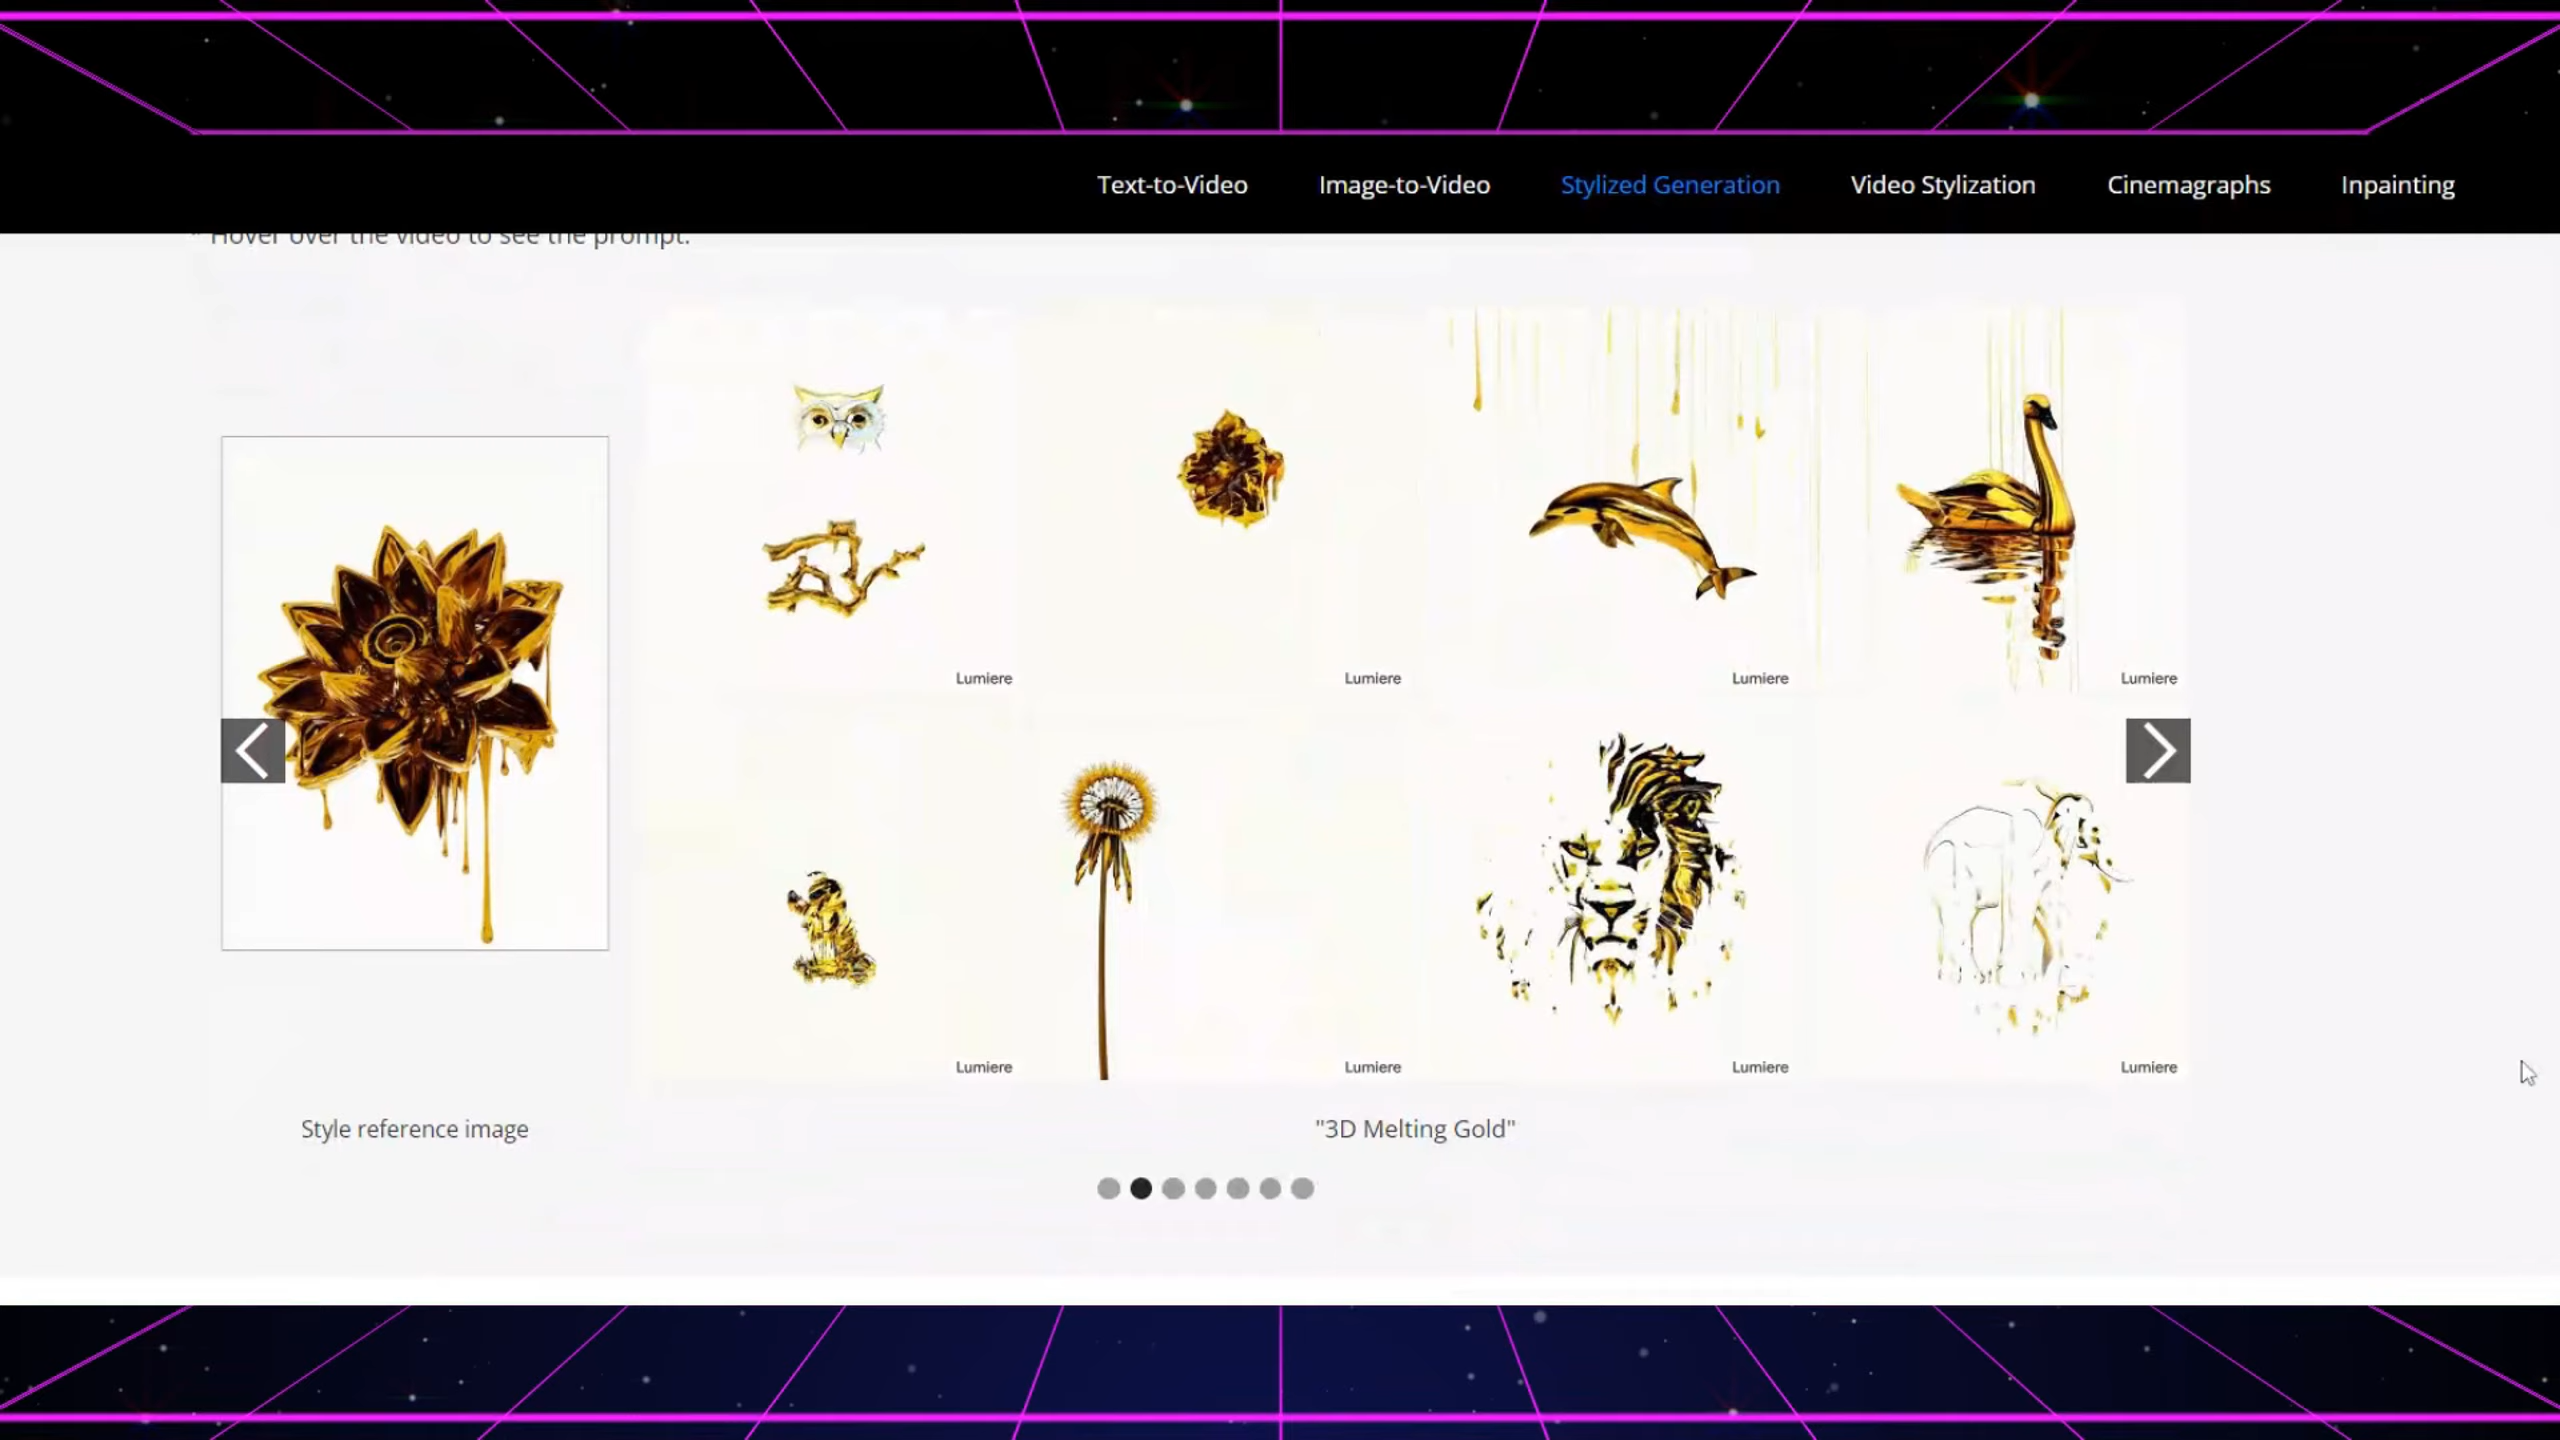 Text-to-Video Image-to-Video Stylized Generation Video Stylization Cinemagraphs Inpainting
* Hover over the video to see the prompt.
Lumiere Lumiere Lumiere Lumiere
Lumiere Lumiere Lumiere Lumiere
Style reference image "3D Melting Gold"